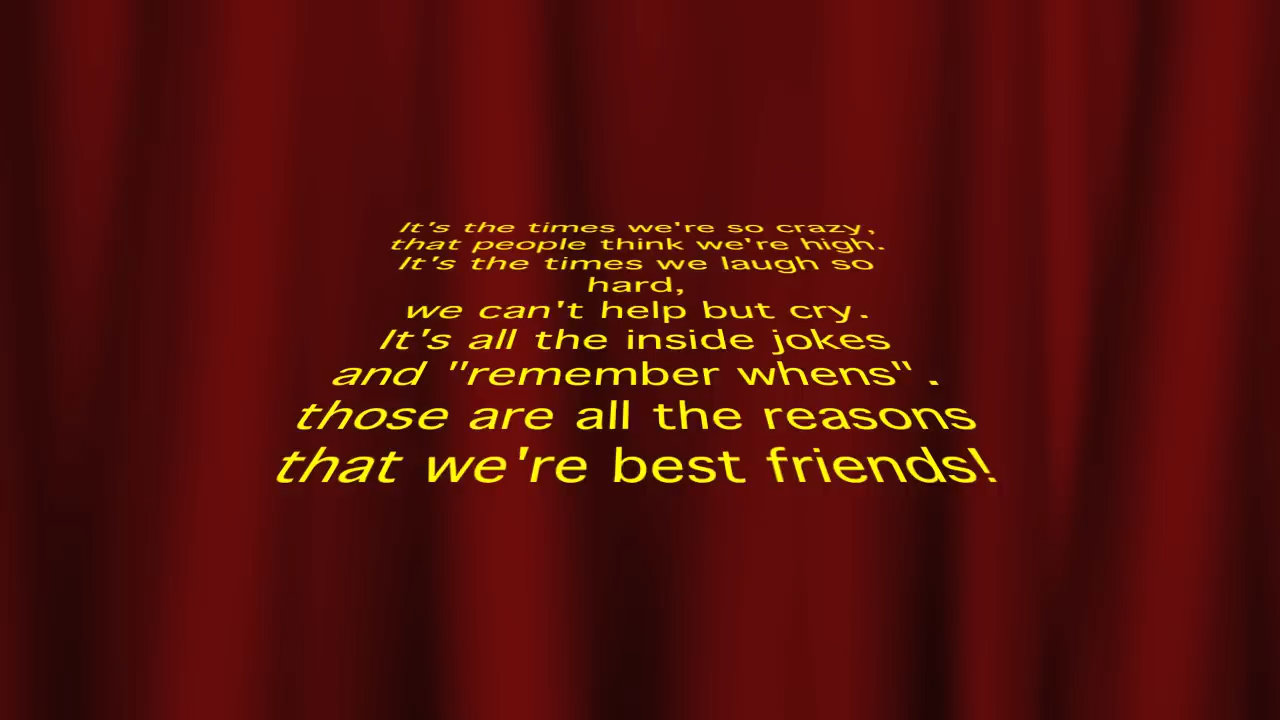 It's the times we're so crazy,
that people think we're high.
It's the times we laugh so
hard,
we can't help but cry.
It's all the inside jokes
and "remember whens" .
those are all the reasons
that we're best friends!